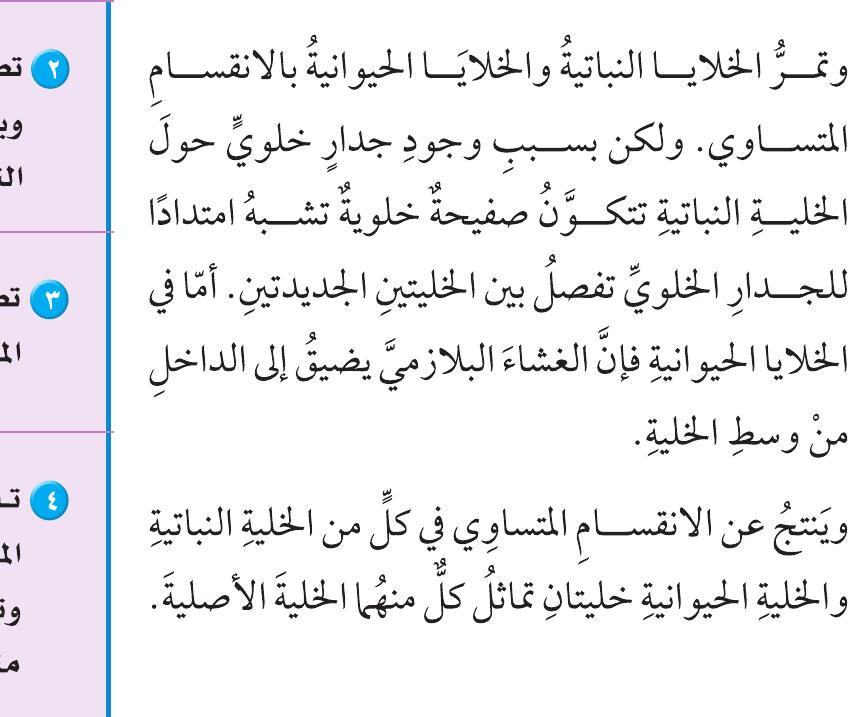 وتمرُّ الخلايا النباتيةُ والخلايَا الحيوانيةُ بالانقسامِ
المتساوي. ولكن بسببِ وجودِ جدارٍ خلويٍّ حولَ
الخليةِ النباتيةِ تتكوَّنُ صفيحةٌ خلويةٌ تشبهُ امتدادًا
للجدارِ الخلويِّ تفصلُ بين الخليتينِ الجديدتينِ. أمّا في
الخلايا الحيوانيةِ فإنَّ الغشاءَ البلازميَّ يضيقُ إلى الداخلِ
منْ وسطِ الخليةِ.
ويَنتجُ عن الانقسامِ المتساوِي في كلٍّ من الخليةِ النباتيةِ
والخليةِ الحيوانيةِ خليتانِ تماثلُ كلٌّ منهُما الخليةَ الأصليةَ.
٢
٣
٤